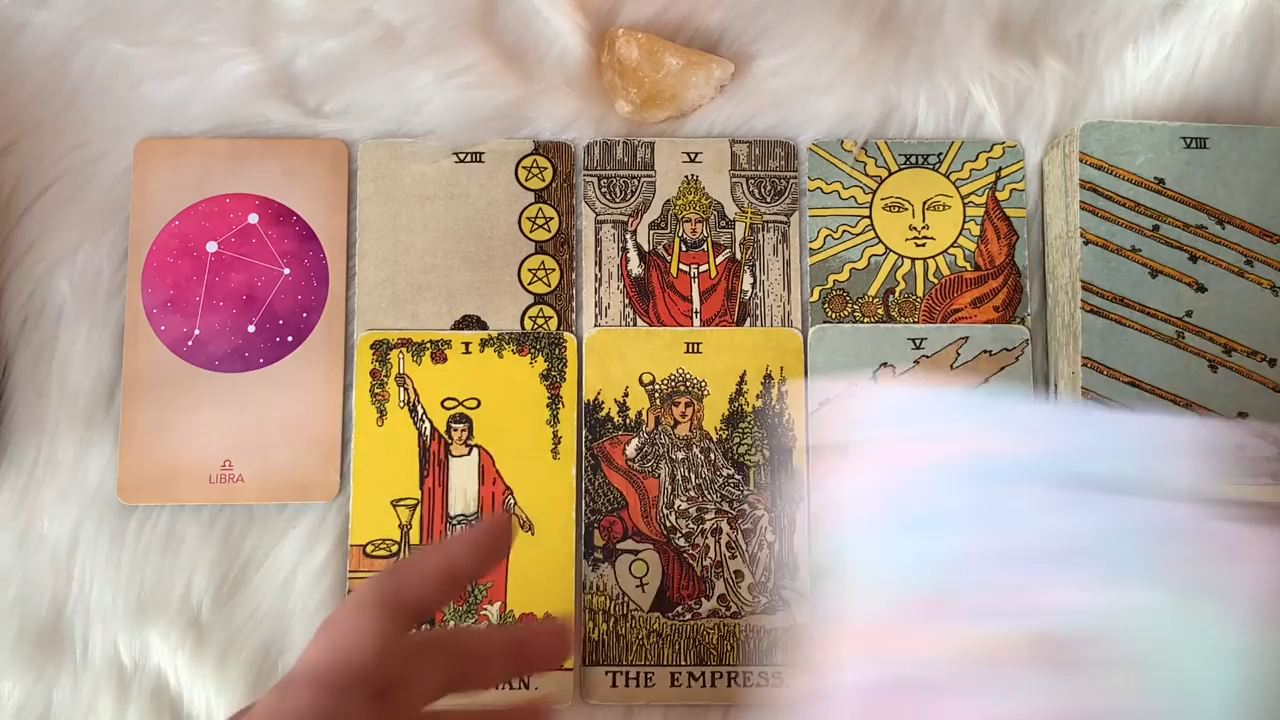 VIII
V
XIX
VIII
I
III
V
♎
LIBRA
THE EMPRESS.